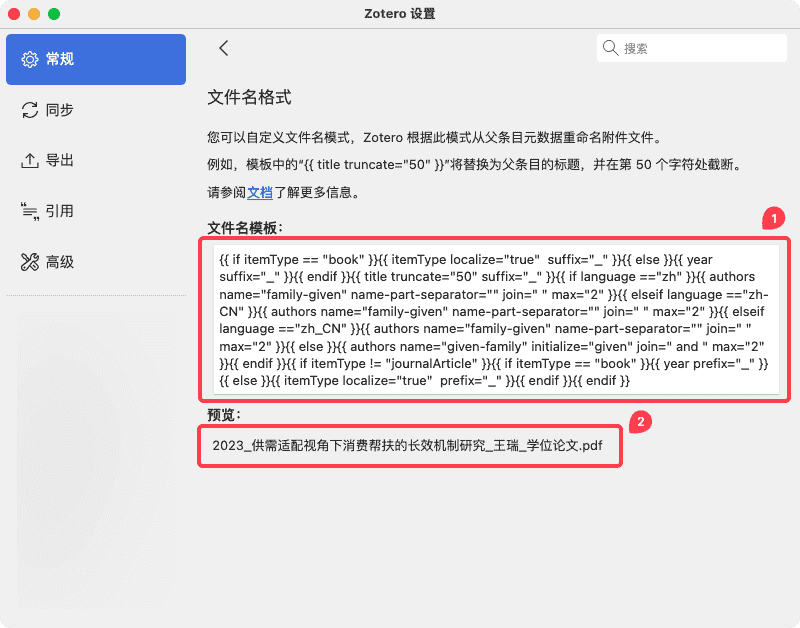 Zotero 设置
常规
同步
导出
引用
高级
搜索
文件名格式
您可以自定义文件名模式，Zotero 根据此模式从父条目元数据重命名附件文件。
例如，模板中的“{{ title truncate="50" }}”将替换为父条目的标题，并在第 50 个字符处截断。
请参阅文档了解更多信息。
文件名模板：
1
{{ if itemType == "book" }}{{ itemType localize="true"  suffix="_" }}{{ else }}{{ year
suffix="_" }}{{ endif }}{{ title truncate="50" suffix="_" }}{{ if language =="zh" }}{{ authors
name="family-given" name-part-separator="" join=" " max="2" }}{{ elseif language =="zh-
CN" }}{{ authors name="family-given" name-part-separator="" join=" " max="2" }}{{ elseif
language =="zh_CN" }}{{ authors name="family-given" name-part-separator="" join=" "
max="2" }}{{ else }}{{ authors name="given-family" initialize="given" join=" and " max="2"
}}{{ endif }}{{ if itemType != "journalArticle" }}{{ if itemType == "book" }}{{ year prefix="_" }}
{{ else }}{{ itemType localize="true"  prefix="_" }}{{ endif }}{{ endif }}
预览：
2
2023_供需适配视角下消费帮扶的长效机制研究_王瑞_学位论文.pdf